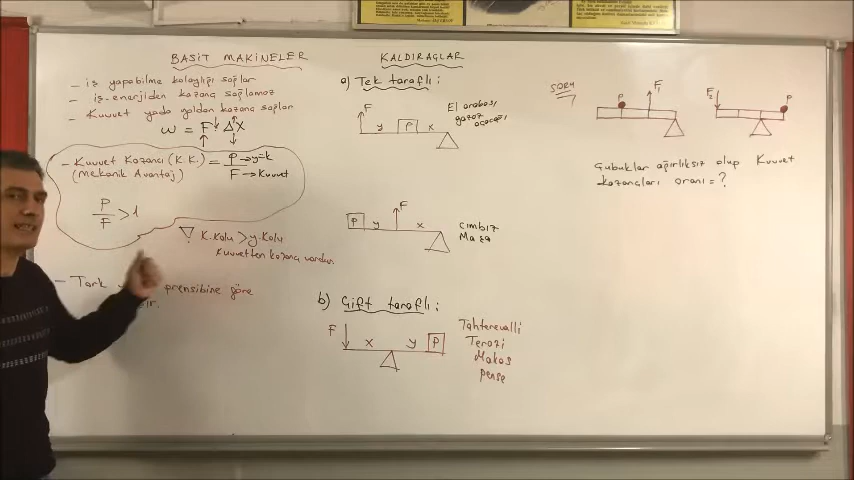 BASİT MAKİNELER
- iş yapabilme kolaylığı sağlar
- iş-enerjiden kazanç sağlamaz
- Kuvvet yada yoldan kazanç sağlar
W = F . ΔX
- Kuvvet Kazancı (K.K.) = P → yük
(Mekanik Avantaj) F → Kuvvet
P
F > 1
! K.Kolu > y.Kolu
Kuvvetten kazanç vardır.
- Tork prensibine göre
KALDIRAÇLAR
a) Tek taraflı:
F
y P x
El arabası
gazoz
açacağı
P y F x
cımbız
Maşa
b) Çift taraflı:
F x y P
Tahterevalli
Terazi
Makas
pense
SORU
P F1
F2 P
Çubuklar ağırlıksız olup Kuvvet
kazançları oranı = ?